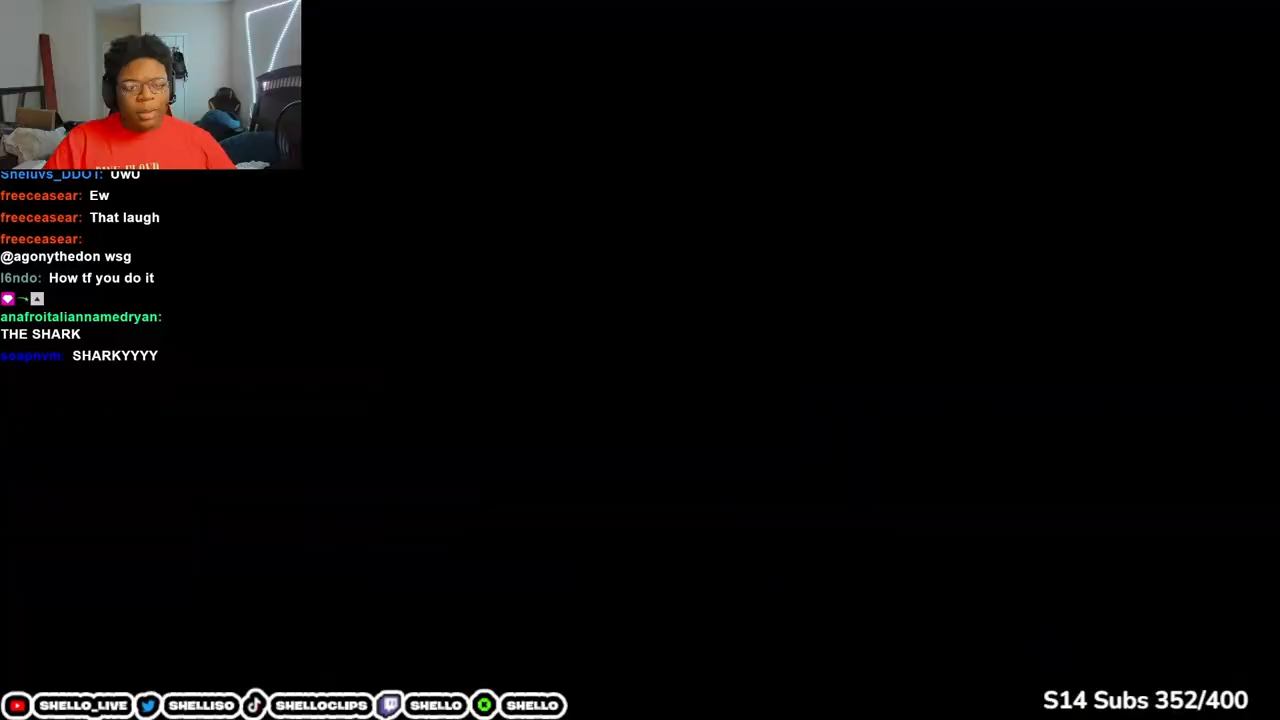 Sheluvs_DDOT: UwU
freeceasear: Ew
freeceasear: That laugh
freeceasear:
@agonythedon wsg
l6ndo: How tf you do it
anafroitaliannamedryan:
THE SHARK
soapnvm: SHARKYYYY
SHELLO_LIVE SHELLISO SHELLOCLIPS SHELLO SHELLO
S14 Subs 352/400